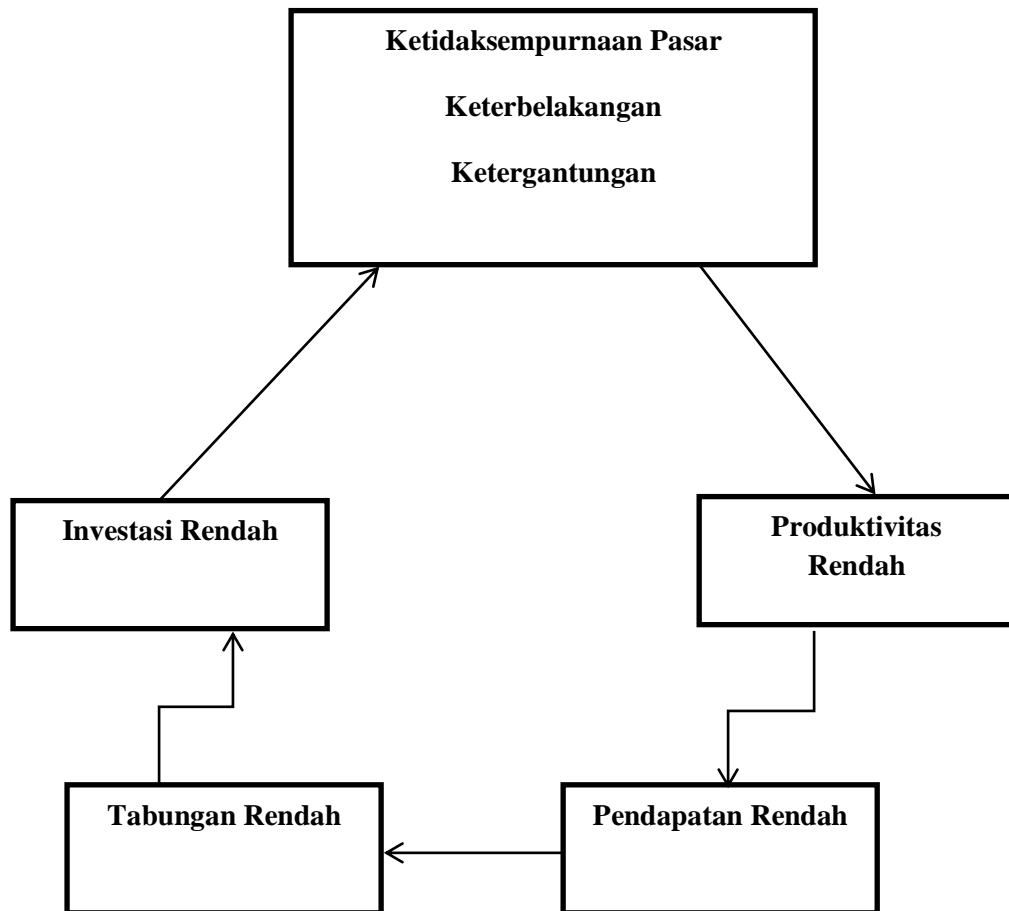 Ketidaksempurnaan Pasar
Keterbelakangan
Ketergantungan
Investasi Rendah
Produktivitas
Rendah
Tabungan Rendah
Pendapatan Rendah